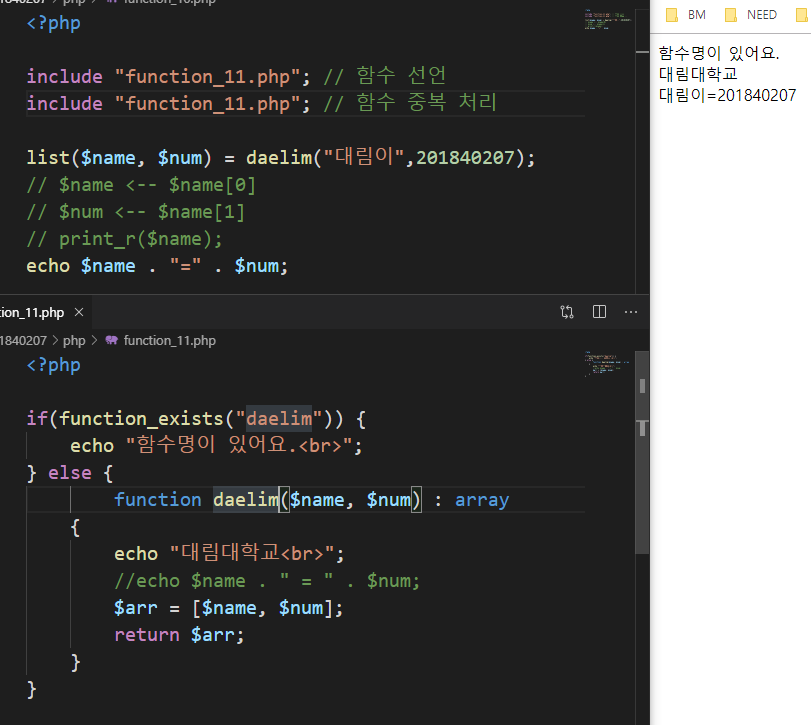 BM NEED
<?php
include "function_11.php"; // 함수 선언
include "function_11.php"; // 함수 중복 처리
list($name, $num) = daelim("대림이",201840207);
// $name <-- $name[0]
// $num <-- $name[1]
// print_r($name);
echo $name . "=" . $num;
함수명이 있어요.
대림대학교
대림이=201840207
ion_11.php ×
1840207 > php > function_11.php
<?php
if(function_exists("daelim")) {
echo "함수명이 있어요.<br>";
} else {
function daelim($name, $num) : array
{
echo "대림대학교<br>";
//echo $name . " = " . $num;
$arr = [$name, $num];
return $arr;
}
}